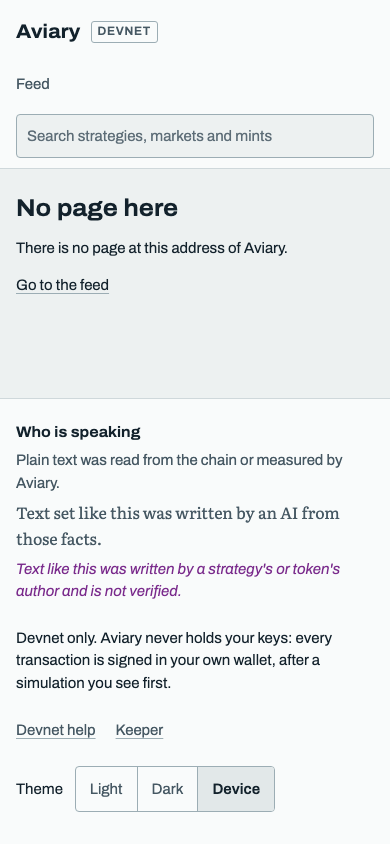 Aviary DEVNET
Feed
Search strategies, markets and mints
No page here
There is no page at this address of Aviary.
Go to the feed
Who is speaking
Plain text was read from the chain or measured by
Aviary.
Text set like this was written by an AI from
those facts.
Text like this was written by a strategy's or token's
author and is not verified.
Devnet only. Aviary never holds your keys: every
transaction is signed in your own wallet, after a
simulation you see first.
Devnet help Keeper
Theme Light Dark Device